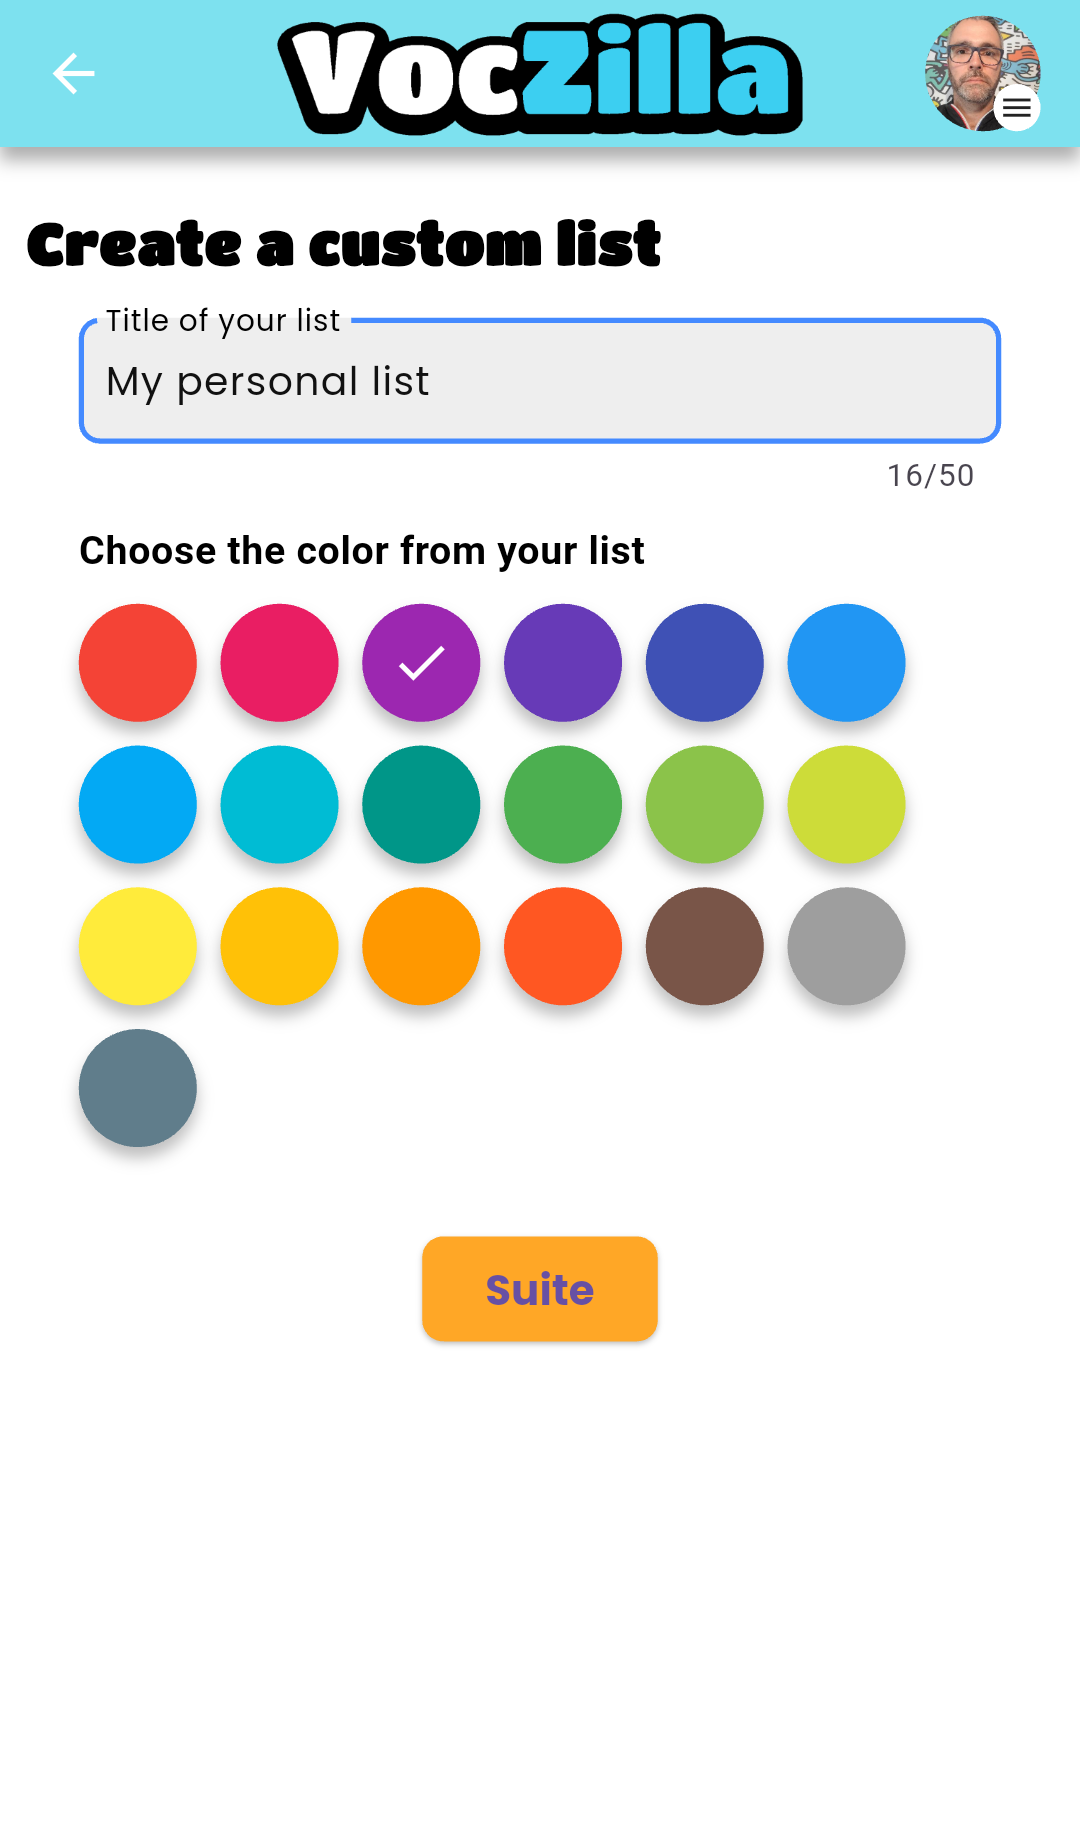 VocZilla
Create a custom list
Title of your list
My personal list
16/50
Choose the color from your list
Suite